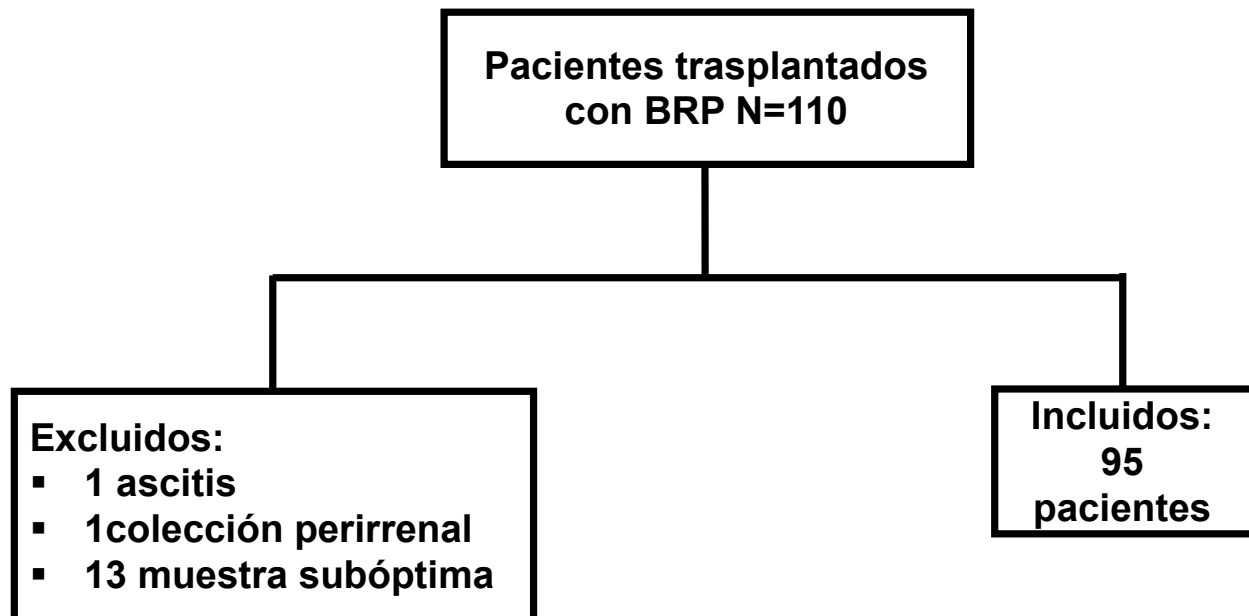 Pacientes trasplantados
con BRP N=110
Excluidos:
▪ 1 ascitis
▪ 1colección perirrenal
▪ 13 muestra subóptima
Incluidos:
95
pacientes